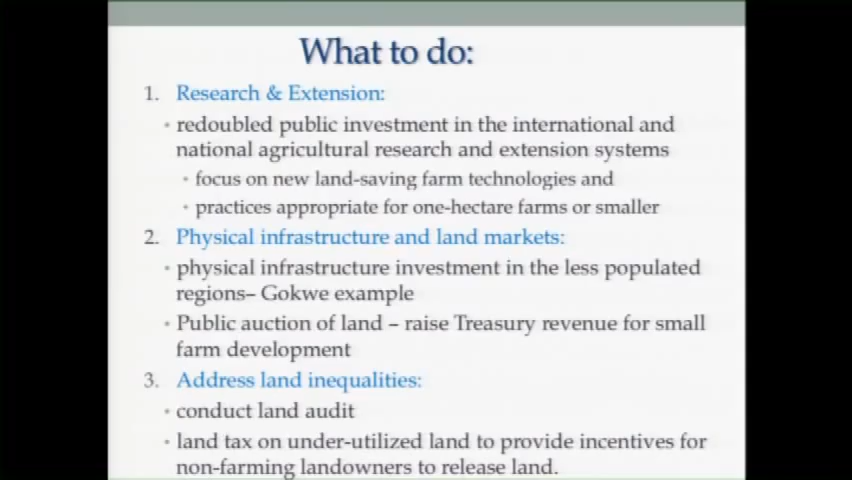 What to do:
1. Research & Extension:
• redoubled public investment in the international and
national agricultural research and extension systems
• focus on new land-saving farm technologies and
• practices appropriate for one-hectare farms or smaller
2. Physical infrastructure and land markets:
• physical infrastructure investment in the less populated
regions– Gokwe example
• Public auction of land – raise Treasury revenue for small
farm development
3. Address land inequalities:
• conduct land audit
• land tax on under-utilized land to provide incentives for
non-farming landowners to release land.